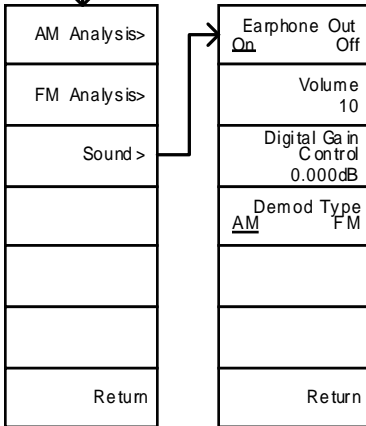 AM Analysis>
FM Analysis>
Sound>
Return
Earphone Out
On Off
Volume
10
Digital Gain
Control
0.000dB
Demod Type
AM FM
Return